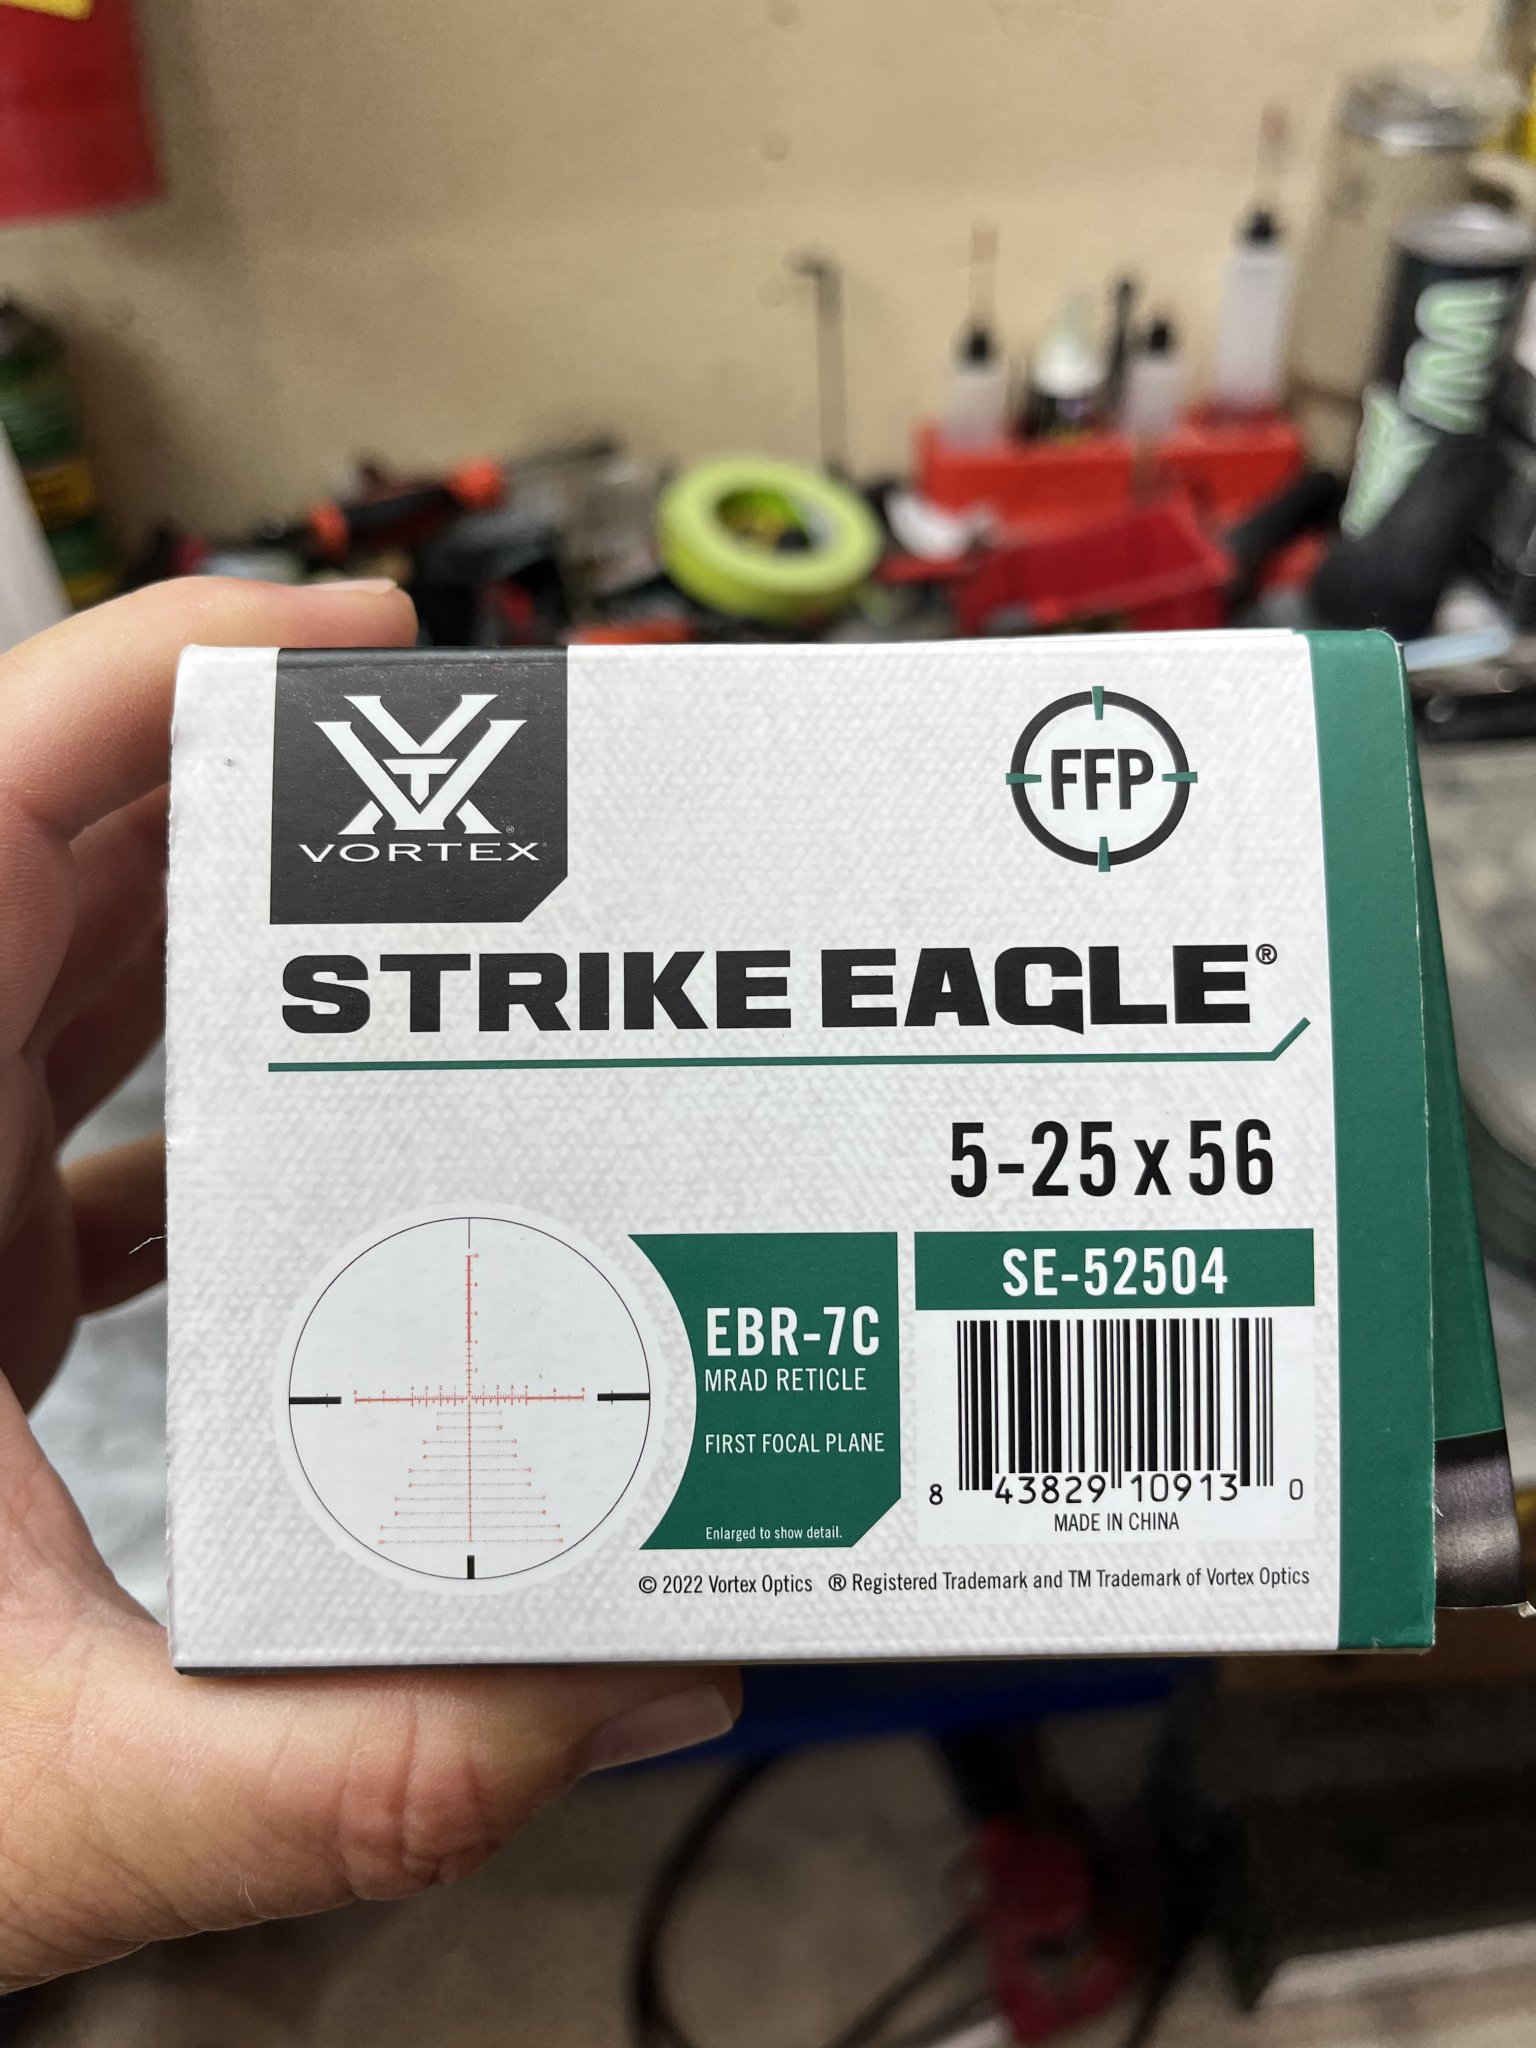 VORTEX®
FFP
STRIKE EAGLE®
5-25 x 56
SE-52504
EBR-7C
MRAD RETICLE
FIRST FOCAL PLANE
Enlarged to show detail.
8 43829 10913 0
MADE IN CHINA
© 2022 Vortex Optics ® Registered Trademark and TM Trademark of Vortex Optics